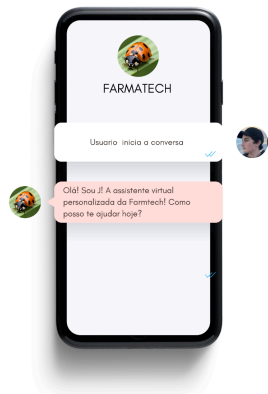 FARMATECH
Usuario inicia a conversa
Olá! Sou J! A assistente virtual
personalizada da Farmtech! Como
posso te ajudar hoje?